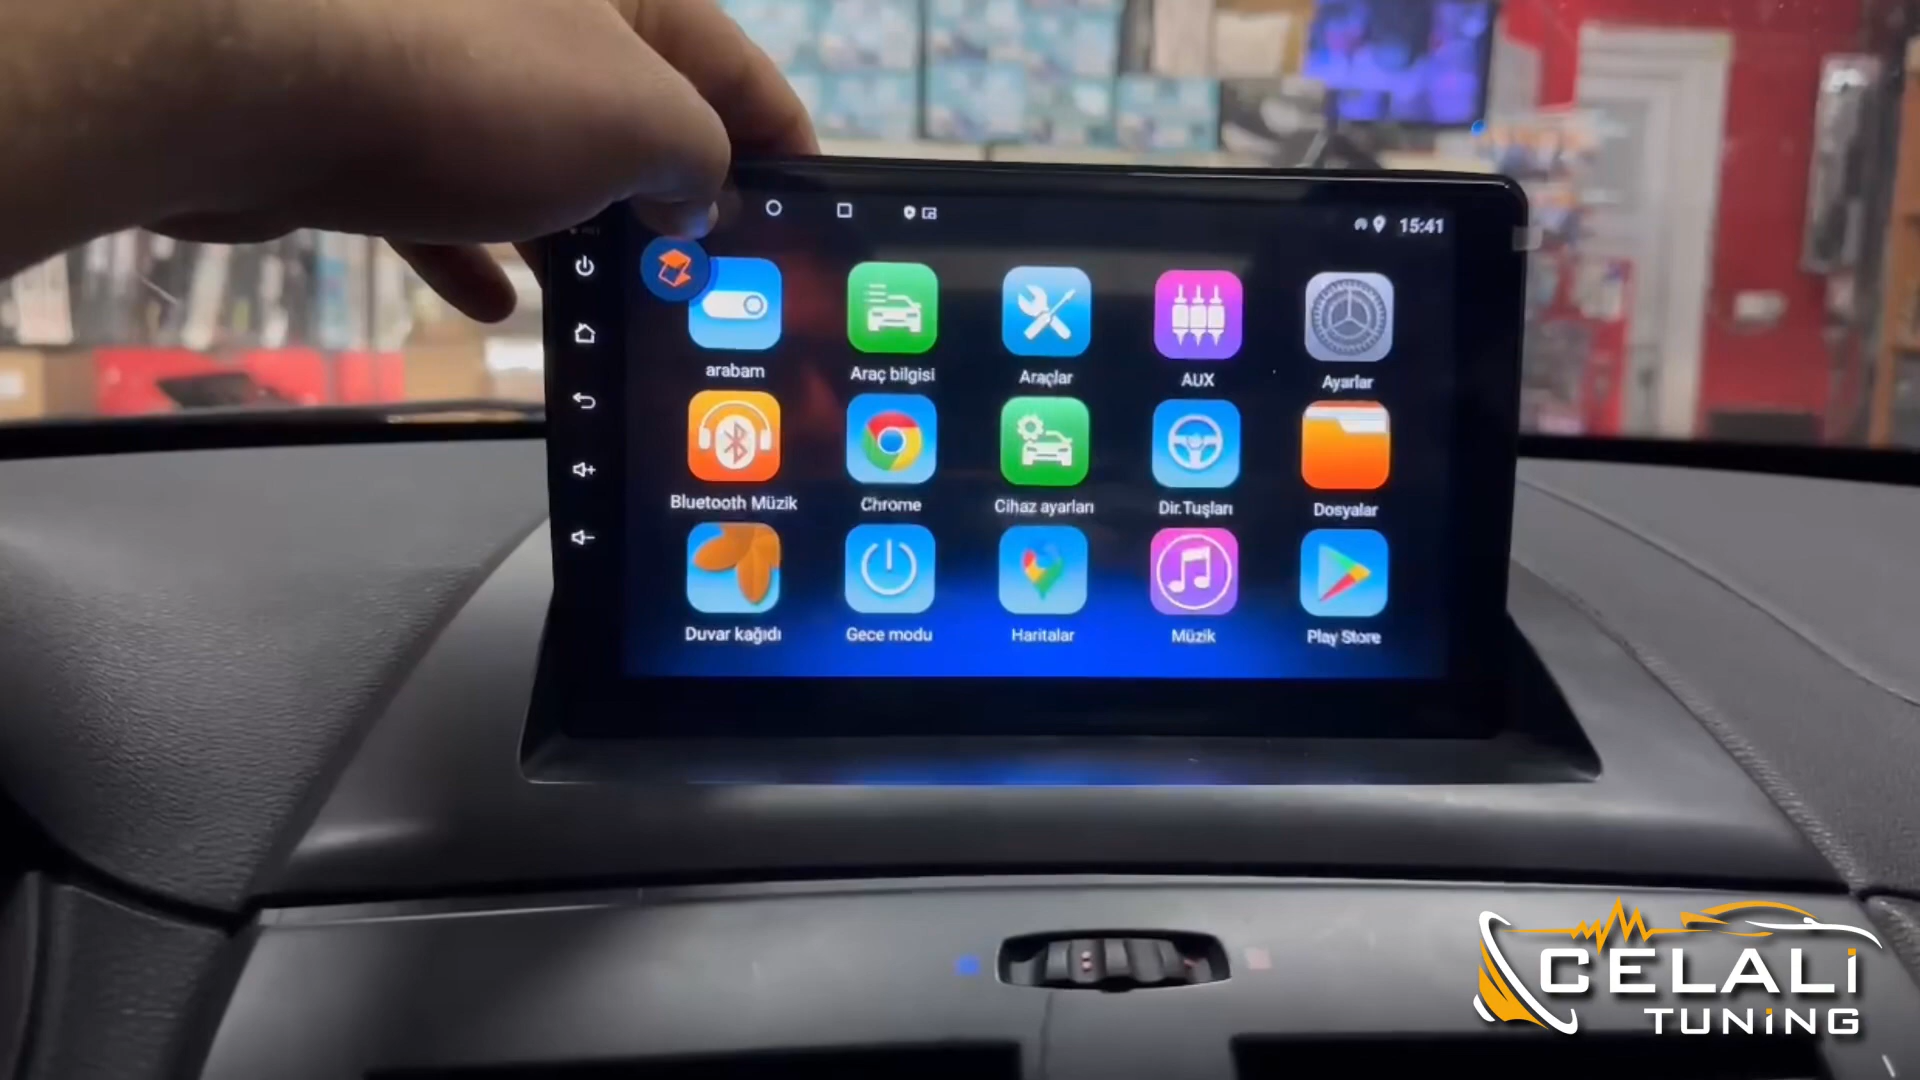 15:41
arabam
Araç bilgisi
Araçlar
AUX
Ayarlar
Bluetooth Müzik
Chrome
Cihaz ayarları
Dir.Tuşları
Dosyalar
Duvar kağıdı
Gece modu
Haritalar
Müzik
Play Store
CELALi
TUNiNG